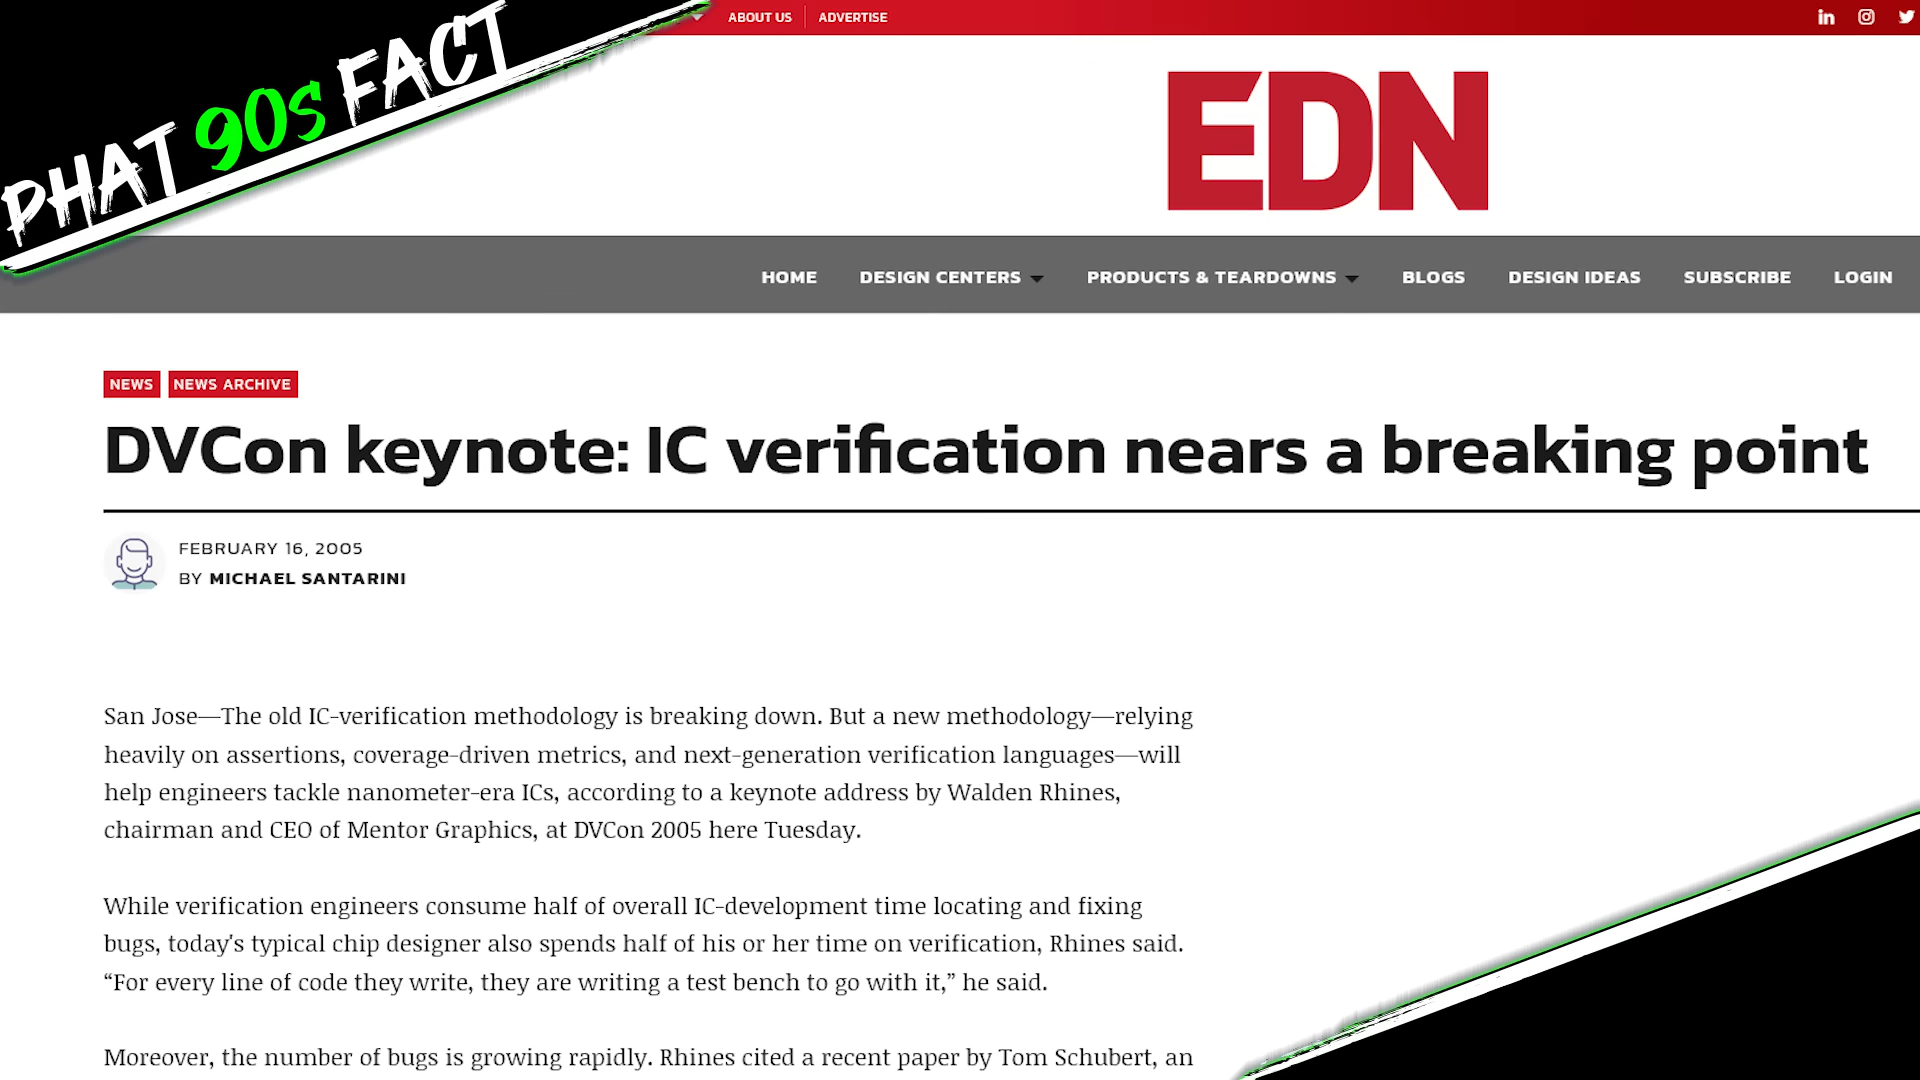 PHAT 90s FACT
ABOUT US ADVERTISE
EDN
HOME DESIGN CENTERS PRODUCTS & TEARDOWNS BLOGS DESIGN IDEAS SUBSCRIBE LOGIN
NEWS NEWS ARCHIVE
DVCon keynote: IC verification nears a breaking point
FEBRUARY 16, 2005
BY MICHAEL SANTARINI
San Jose—The old IC-verification methodology is breaking down. But a new methodology—relying
heavily on assertions, coverage-driven metrics, and next-generation verification languages—will
help engineers tackle nanometer-era ICs, according to a keynote address by Walden Rhines,
chairman and CEO of Mentor Graphics, at DVCon 2005 here Tuesday.
While verification engineers consume half of overall IC-development time locating and fixing
bugs, today's typical chip designer also spends half of his or her time on verification, Rhines said.
“For every line of code they write, they are writing a test bench to go with it,” he said.
Moreover, the number of bugs is growing rapidly. Rhines cited a recent paper by Tom Schubert, an